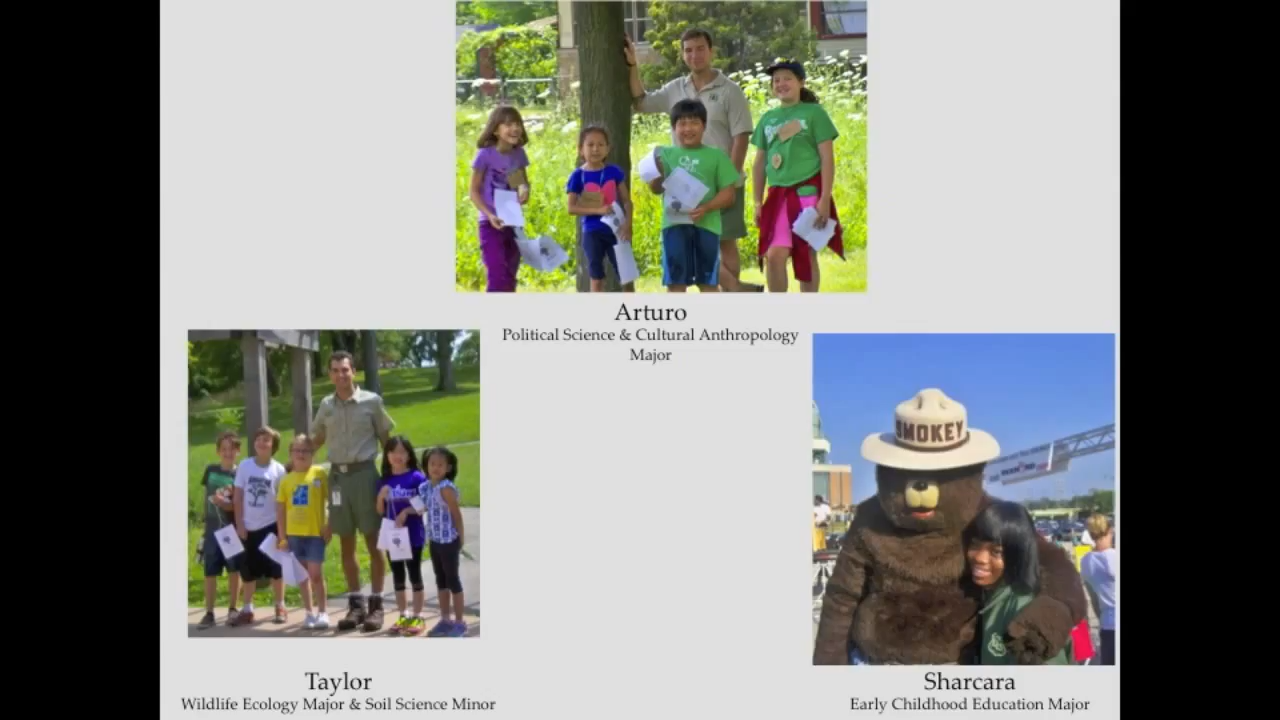 Arturo
Political Science & Cultural Anthropology
Major
SMOKEY
Taylor
Wildlife Ecology Major & Soil Science Minor
Sharcara
Early Childhood Education Major